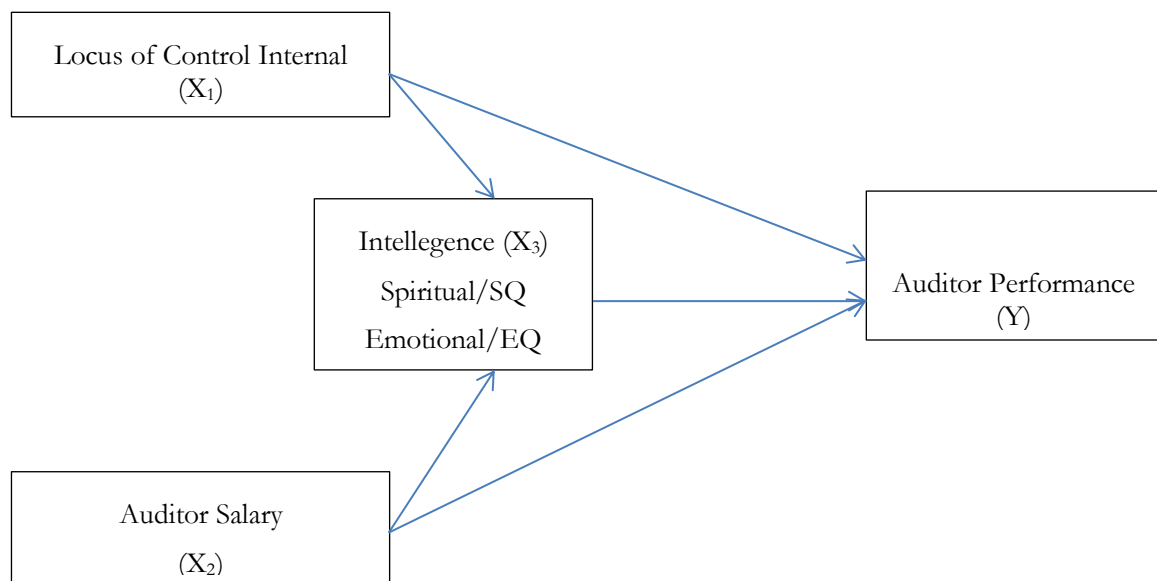 Locus of Control Internal
(X₁)
Intellegence (X₃)
Spiritual/SQ
Emotional/EQ
Auditor Performance
(Y)
Auditor Salary
(X₂)